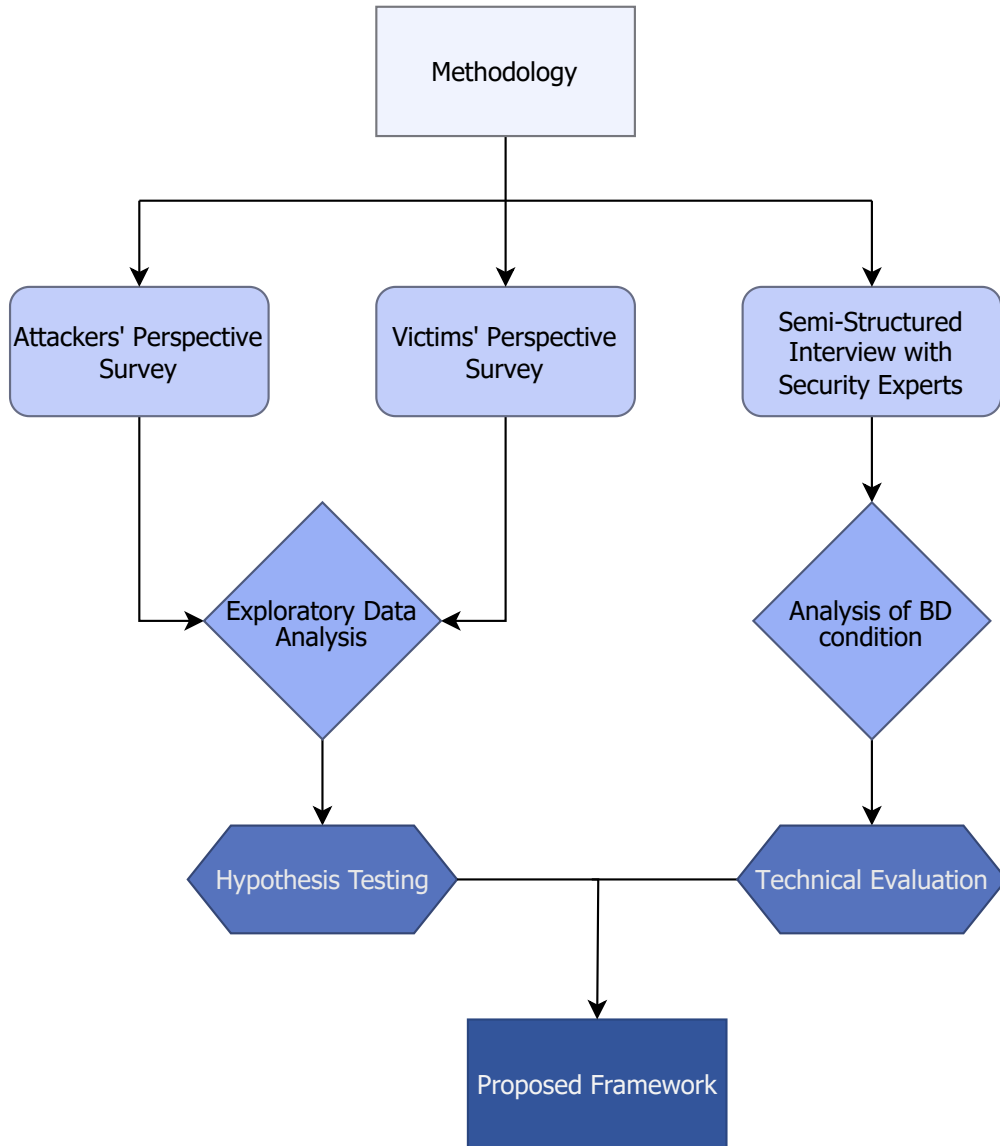 Methodology
Attackers' Perspective
Survey
Victims' Perspective
Survey
Semi-Structured
Interview with
Security Experts
Exploratory Data
Analysis
Analysis of BD
condition
Hypothesis Testing
Technical Evaluation
Proposed Framework